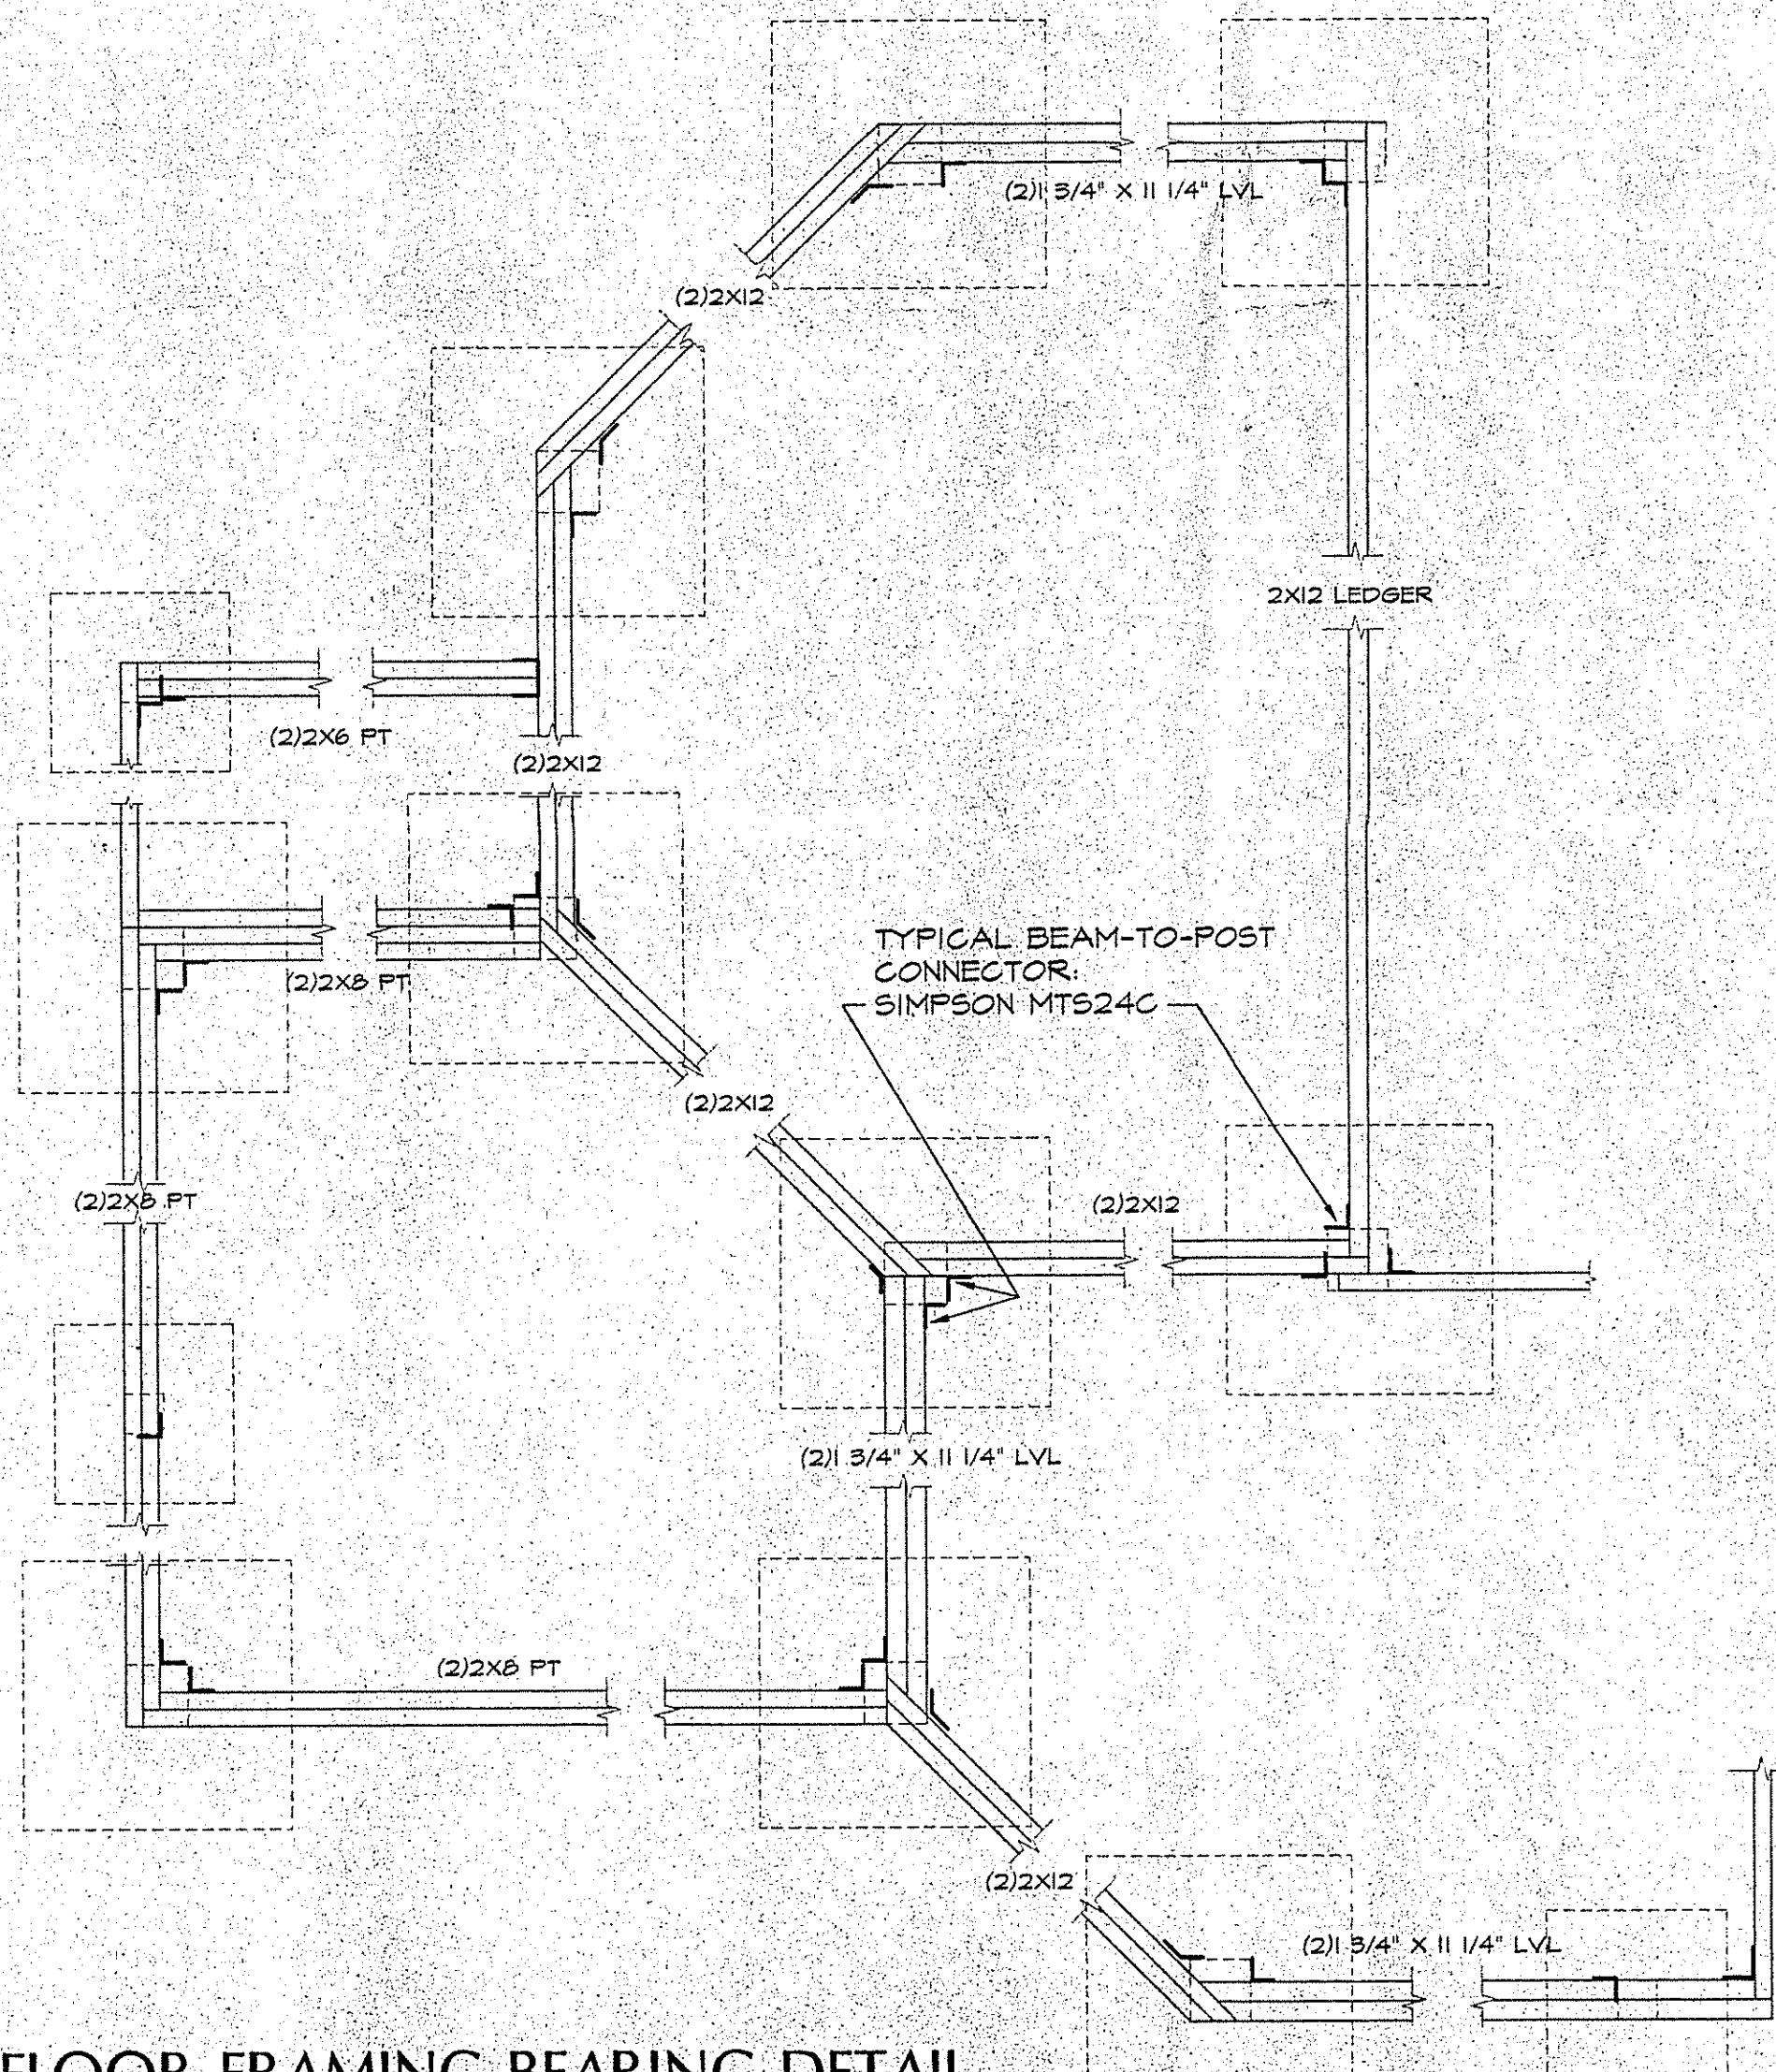 (2)1 3/4" X 11 1/4" LVL
(2)2X12
2X12 LEDGER
(2)2X6 PT
(2)2X12
TYPICAL BEAM-TO-POST
CONNECTOR:
SIMPSON MTS24C
(2)2X8 PT
(2)2X12
(2)2X8 PT
(2)2X12
(2)1 3/4" X 11 1/4" LVL
(2)2X8 PT
(2)2X12
(2)1 3/4" X 11 1/4" LVL
FLOOR FRAMING BEARING DETAIL